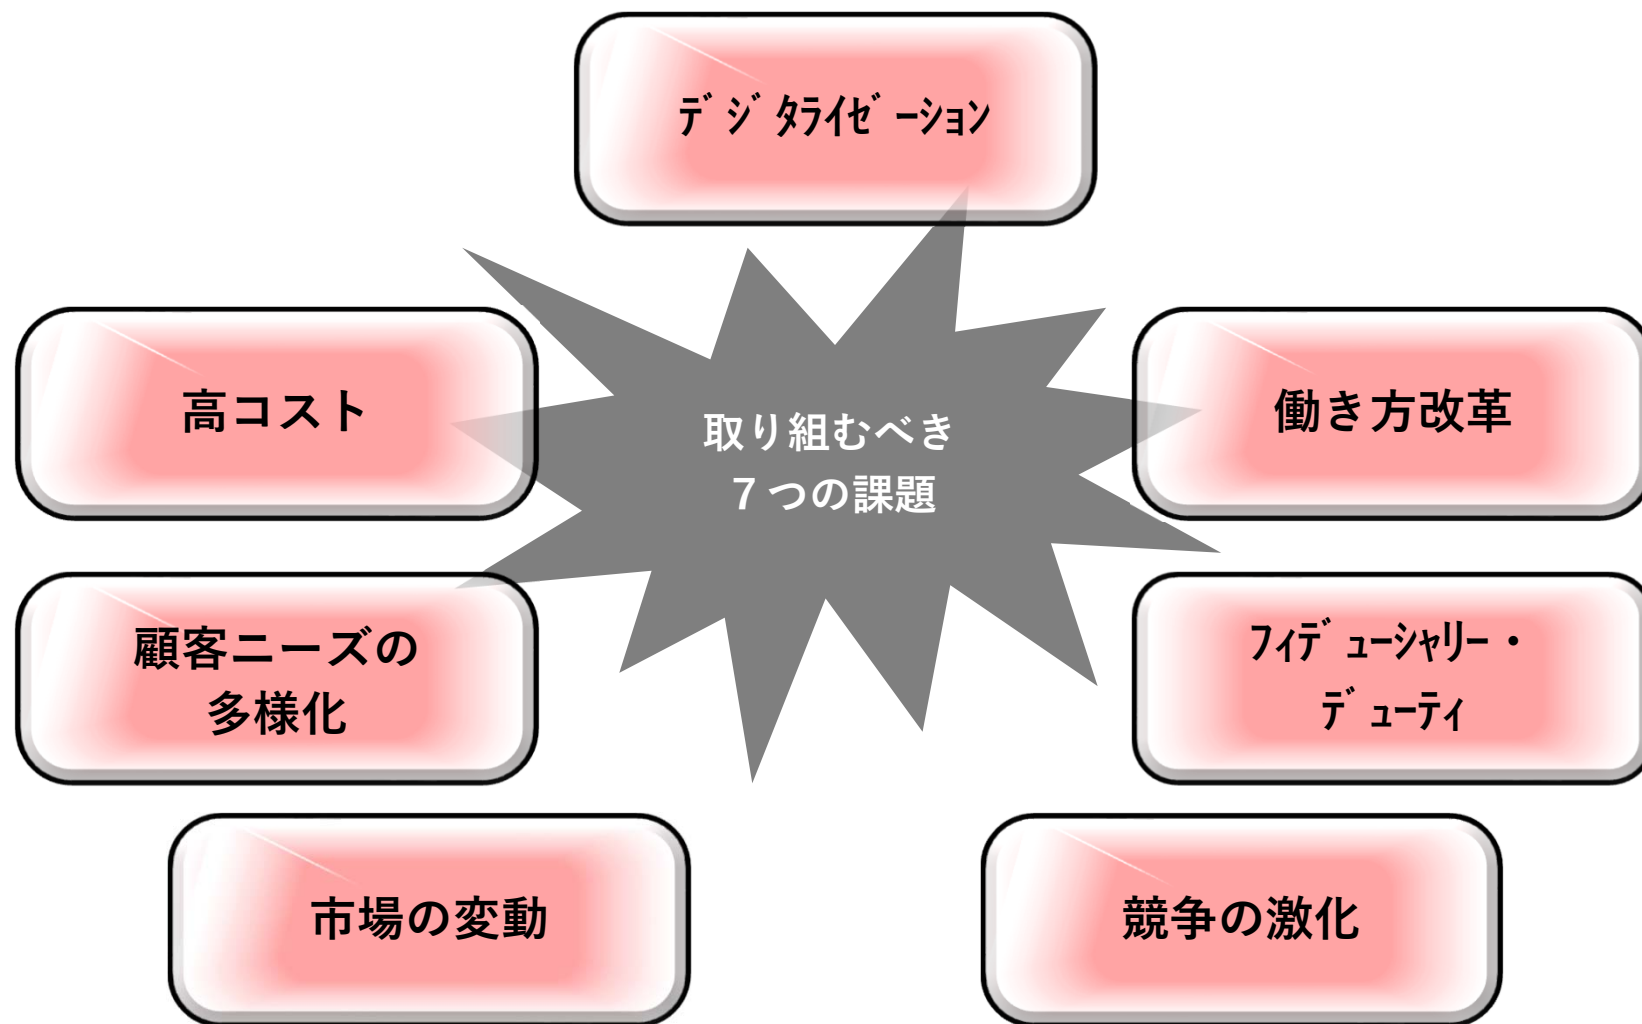 ﾃﾞｼﾞﾀﾗｲｾﾞｰｼｮﾝ
高コスト
取り組むべき
７つの課題
働き方改革
顧客ニーズの
多様化
ﾌｨﾃﾞｭｰｼｬﾘｰ・
ﾃﾞｭｰﾃｨ
市場の変動
競争の激化